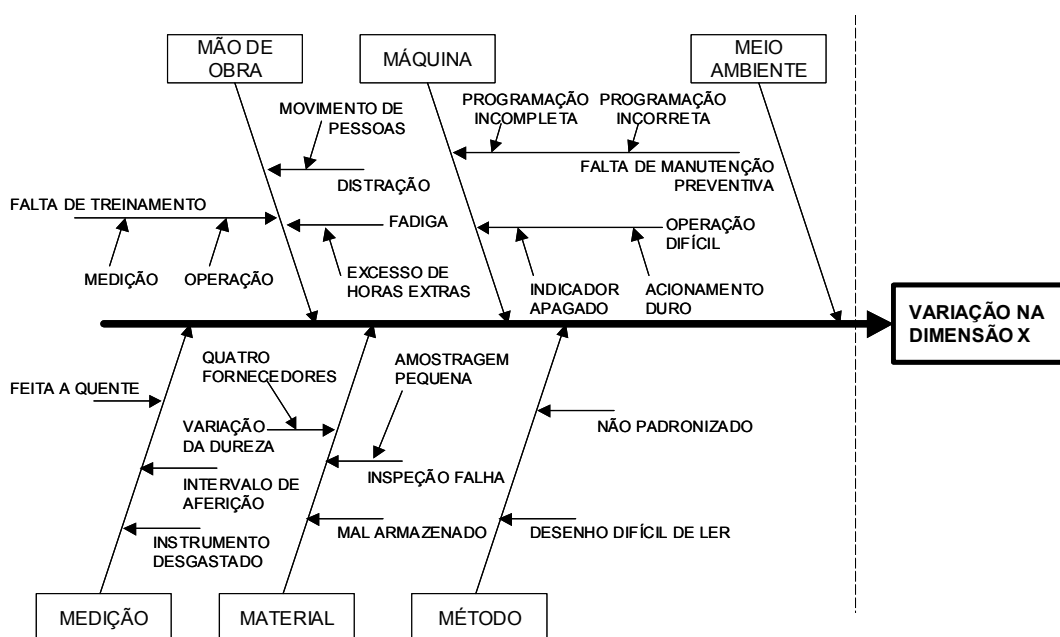 MÃO DE
OBRA
MÁQUINA
MEIO
AMBIENTE
MOVIMENTO DE
PESSOAS
DISTRAÇÃO
FALTA DE TREINAMENTO
MEDIÇÃO
OPERAÇÃO
FADIGA
EXCESSO DE
HORAS EXTRAS
PROGRAMAÇÃO
INCOMPLETA
PROGRAMAÇÃO
INCORRETA
FALTA DE MANUTENÇÃO
PREVENTIVA
OPERAÇÃO
DIFÍCIL
INDICADOR
APAGADO
ACIONAMENTO
DURO
VARIAÇÃO NA
DIMENSÃO X
FEITA A QUENTE
INTERVALO DE
AFERIÇÃO
INSTRUMENTO
DESGASTADO
QUATRO
FORNECEDORES
VARIAÇÃO
DA DUREZA
AMOSTRAGEM
PEQUENA
INSPEÇÃO FALHA
MAL ARMAZENADO
NÃO PADRONIZADO
DESENHO DIFÍCIL DE LER
MEDIÇÃO
MATERIAL
MÉTODO